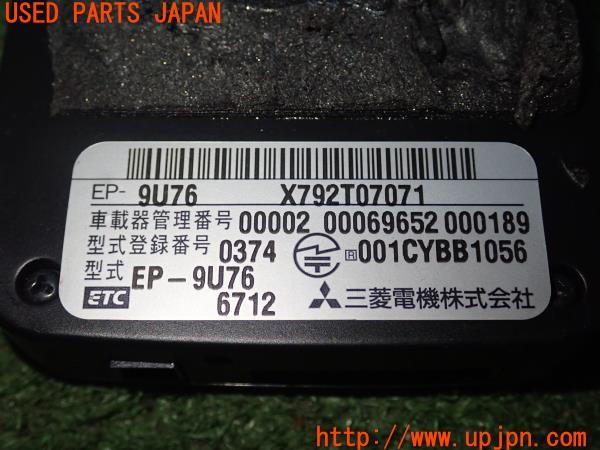 USED PARTS JAPAN
EP- 9U76 X792T07071
車載器管理番号 00002 00069652 000189
型式登録番号 0374 R 001CYBB1056
型式 EP-9U76
ETC 6712 三菱電機株式会社
http://www.upjpn.com/